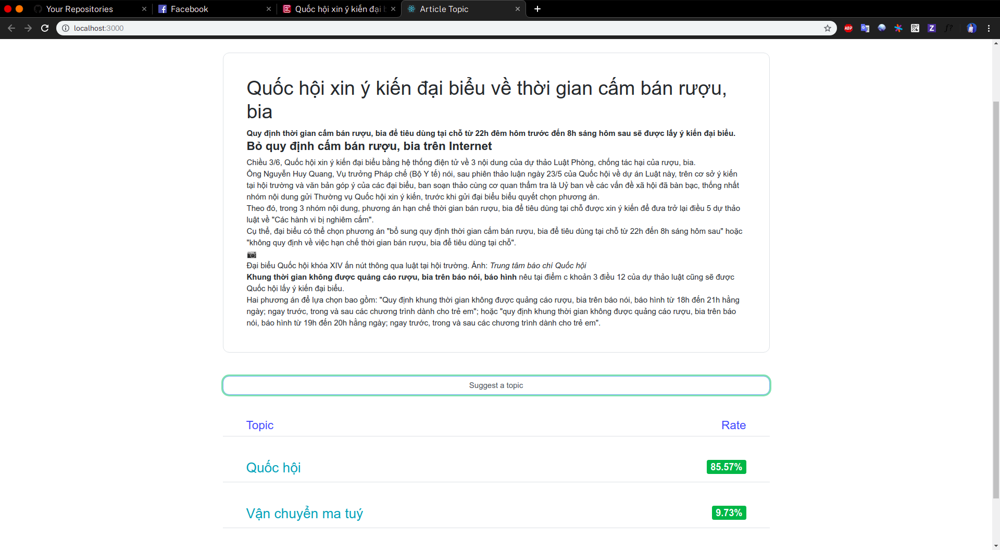 Your Repositories
Facebook
Quốc hội xin ý kiến đại
Article Topic
localhost:3000
ABP
Z
f?
Quốc hội xin ý kiến đại biểu về thời gian cấm bán rượu,
bia
Quy định thời gian cấm bán rượu, bia để tiêu dùng tại chỗ từ 22h đêm hôm trước đến 8h sáng hôm sau sẽ được lấy ý kiến đại biểu.
Bỏ quy định cấm bán rượu, bia trên Internet
Chiều 3/6, Quốc hội xin ý kiến đại biểu bằng hệ thống điện tử về 3 nội dung của dự thảo Luật Phòng, chống tác hại của rượu, bia.
Ông Nguyễn Huy Quang, Vụ trưởng Pháp chế (Bộ Y tế) nói, sau phiên thảo luận ngày 23/5 của Quốc hội về dự án Luật này, trên cơ sở ý kiến
tại hội trường và văn bản góp ý của các đại biểu, ban soạn thảo cùng cơ quan thẩm tra là Uỷ ban về các vấn đề xã hội đã bàn bạc, thống nhất
nhóm nội dung gửi Thường vụ Quốc hội xin ý kiến, trước khi gửi đại biểu biểu quyết chọn phương án.
Theo đó, trong 3 nhóm nội dung, phương án hạn chế thời gian bán rượu, bia để tiêu dùng tại chỗ được xin ý kiến để đưa trở lại điều 5 dự thảo
luật về "Các hành vi bị nghiêm cấm".
Cụ thể, đại biểu có thể chọn phương án "bổ sung quy định thời gian cấm bán rượu, bia để tiêu dùng tại chỗ từ 22h đến 8h sáng hôm sau" hoặc
"không quy định về việc hạn chế thời gian bán rượu, bia để tiêu dùng tại chỗ".
Đại biểu Quốc hội khóa XIV ấn nút thông qua luật tại hội trường. Ảnh: Trung tâm báo chí Quốc hội
Khung thời gian không được quảng cáo rượu, bia trên báo nói, báo hình nêu tại điểm c khoản 3 điều 12 của dự thảo luật cũng sẽ được
Quốc hội lấy ý kiến đại biểu.
Hai phương án để lựa chọn bao gồm: "Quy định khung thời gian không được quảng cáo rượu, bia trên báo nói, báo hình từ 18h đến 21h hằng
ngày; ngay trước, trong và sau các chương trình dành cho trẻ em"; hoặc "quy định khung thời gian không được quảng cáo rượu, bia trên báo
nói, báo hình từ 19h đến 20h hằng ngày; ngay trước, trong và sau các chương trình dành cho trẻ em".
Suggest a topic
Topic
Rate
Quốc hội
85.57%
Vận chuyển ma tuý
9.73%